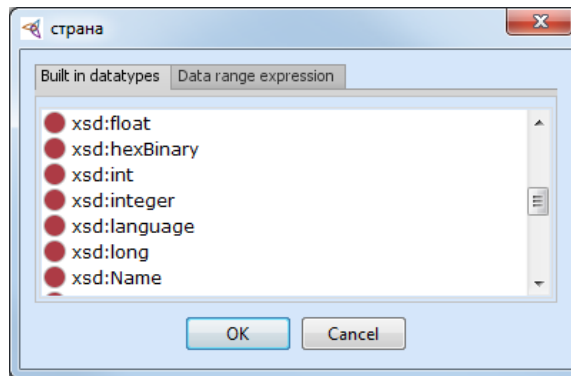 страна
Built in datatypes Data range expression
xsd:float
xsd:hexBinary
xsd:int
xsd:integer
xsd:language
xsd:long
xsd:Name
OK Cancel